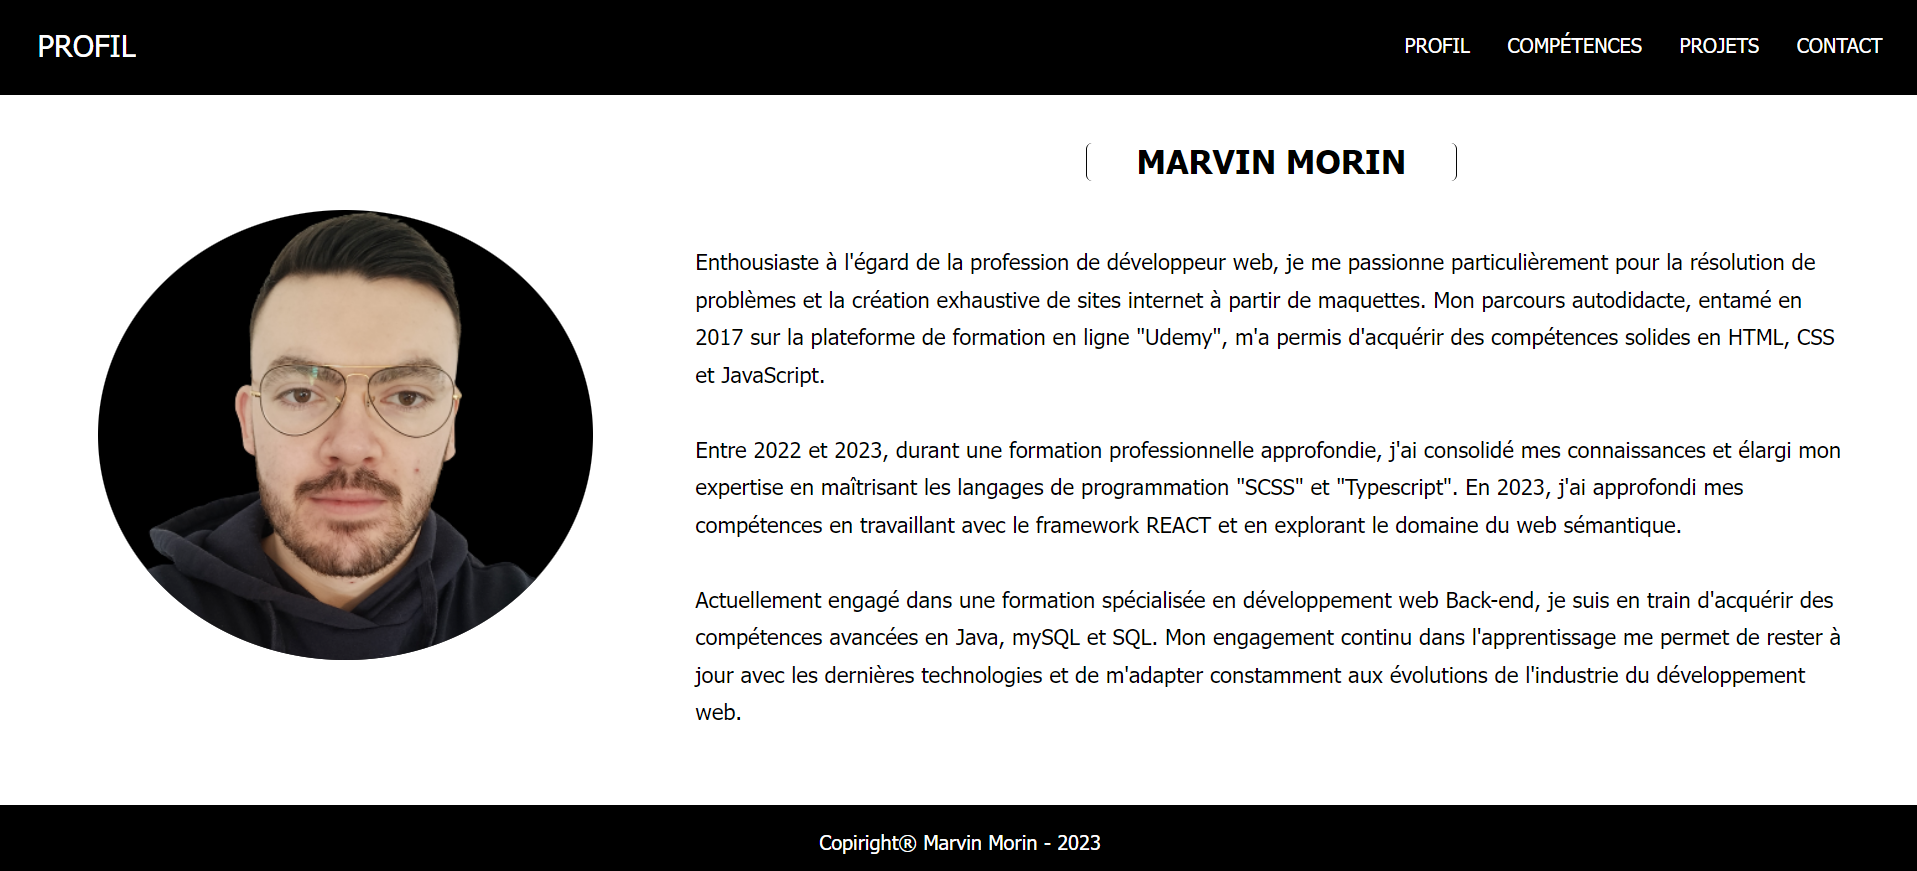 PROFIL
PROFIL COMPÉTENCES PROJETS CONTACT
MARVIN MORIN
Enthousiaste à l'égard de la profession de développeur web, je me passionne particulièrement pour la résolution de
problèmes et la création exhaustive de sites internet à partir de maquettes. Mon parcours autodidacte, entamé en
2017 sur la plateforme de formation en ligne "Udemy", m'a permis d'acquérir des compétences solides en HTML, CSS
et JavaScript.
Entre 2022 et 2023, durant une formation professionnelle approfondie, j'ai consolidé mes connaissances et élargi mon
expertise en maîtrisant les langages de programmation "SCSS" et "Typescript". En 2023, j'ai approfondi mes
compétences en travaillant avec le framework REACT et en explorant le domaine du web sémantique.
Actuellement engagé dans une formation spécialisée en développement web Back-end, je suis en train d'acquérir des
compétences avancées en Java, mySQL et SQL. Mon engagement continu dans l'apprentissage me permet de rester à
jour avec les dernières technologies et de m'adapter constamment aux évolutions de l'industrie du développement
web.
Copiright® Marvin Morin - 2023